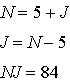 N = 5 + J
J = N − 5
NJ = 84